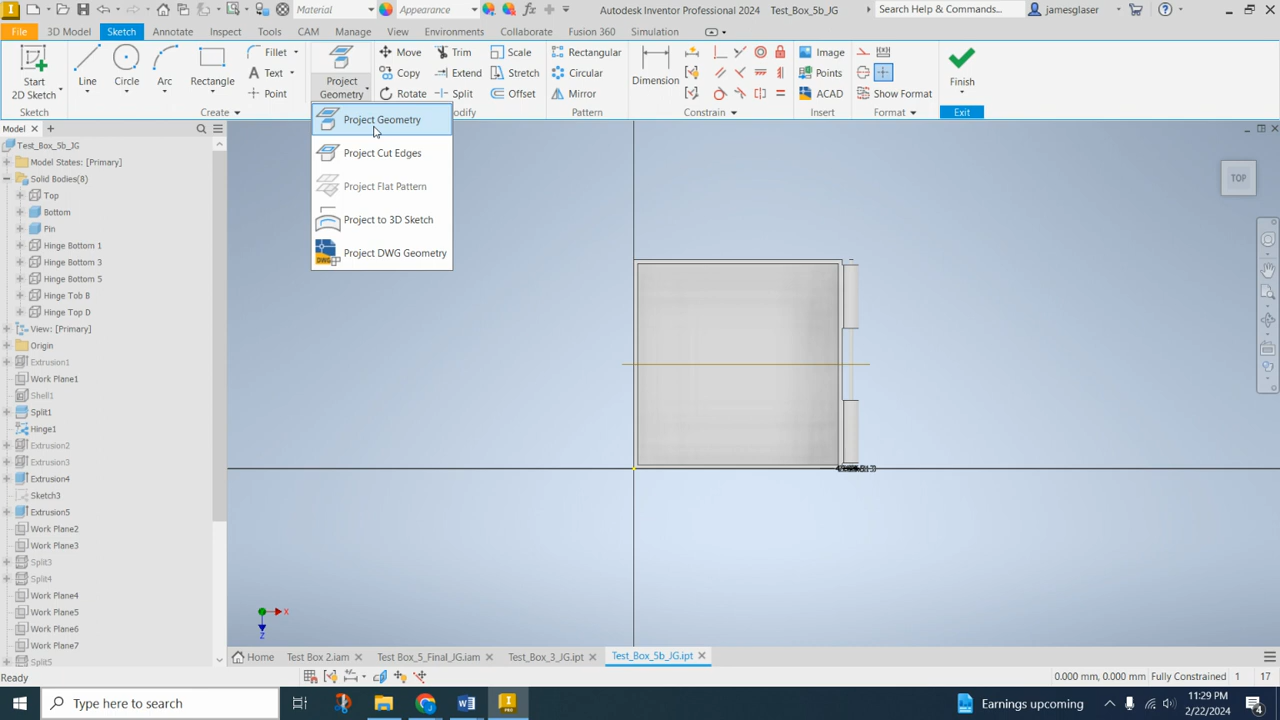 I
PRO
Material
Appearance
Autodesk Inventor Professional 2024 Test_Box_5b_JG
Search Help & Commands...
jamesglaser
File 3D Model Sketch Annotate Inspect Tools CAM Manage View Environments Collaborate Fusion 360 Simulation
Start
2D Sketch
Line
Circle
Arc
Rectangle
Fillet
Text
Point
Project
Geometry
Move
Copy
Rotate
Trim
Extend
Split
Scale
Stretch
Offset
Rectangular
Circular
Mirror
Dimension
Image
Points
ACAD
Show Format
Finish
Sketch
Create
odify
Pattern
Constrain
Format
Exit
Project Geometry
Project Cut Edges
Project Flat Pattern
Project to 3D Sketch
DWG
Project DWG Geometry
Model
Test_Box_5b_JG
Model States: [Primary]
Solid Bodies(8)
Top
Bottom
Pin
Hinge Bottom 1
Hinge Bottom 3
Hinge Bottom 5
Hinge Tob B
Hinge Top D
View: [Primary]
Origin
Extrusion1
Work Plane1
Shell1
Split1
Hinge1
Extrusion2
Extrusion3
Extrusion4
Sketch3
Extrusion5
Work Plane2
Work Plane3
Split3
Split4
Work Plane4
Work Plane5
Work Plane6
Work Plane7
Split5
TOP
X
Z
Home
Test Box 2.iam
Test_Box_5_Final_JG.iam
Test_Box_3_JG.ipt
Test_Box_5b_JG.ipt
Ready
0.000 mm, 0.000 mm Fully Constrained 1 17
Type here to search
Earnings upcoming
11:29 PM
2/22/2024
4